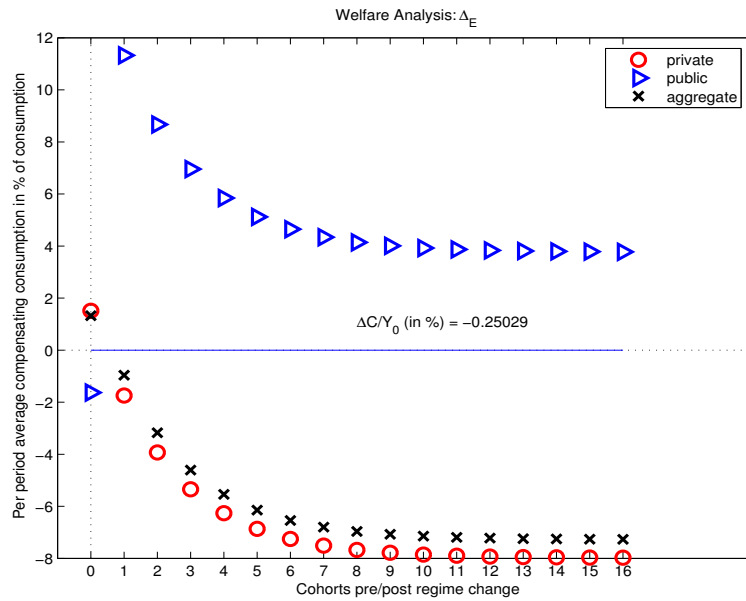 Welfare Analysis: Δ_E
Per period average compensating consumption in % of consumption
12
10
8
6
4
2
0
−2
−4
−6
−8
private
public
aggregate
ΔC/Y_0 (in %) = −0.25029
0 1 2 3 4 5 6 7 8 9 10 11 12 13 14 15 16
Cohorts pre/post regime change